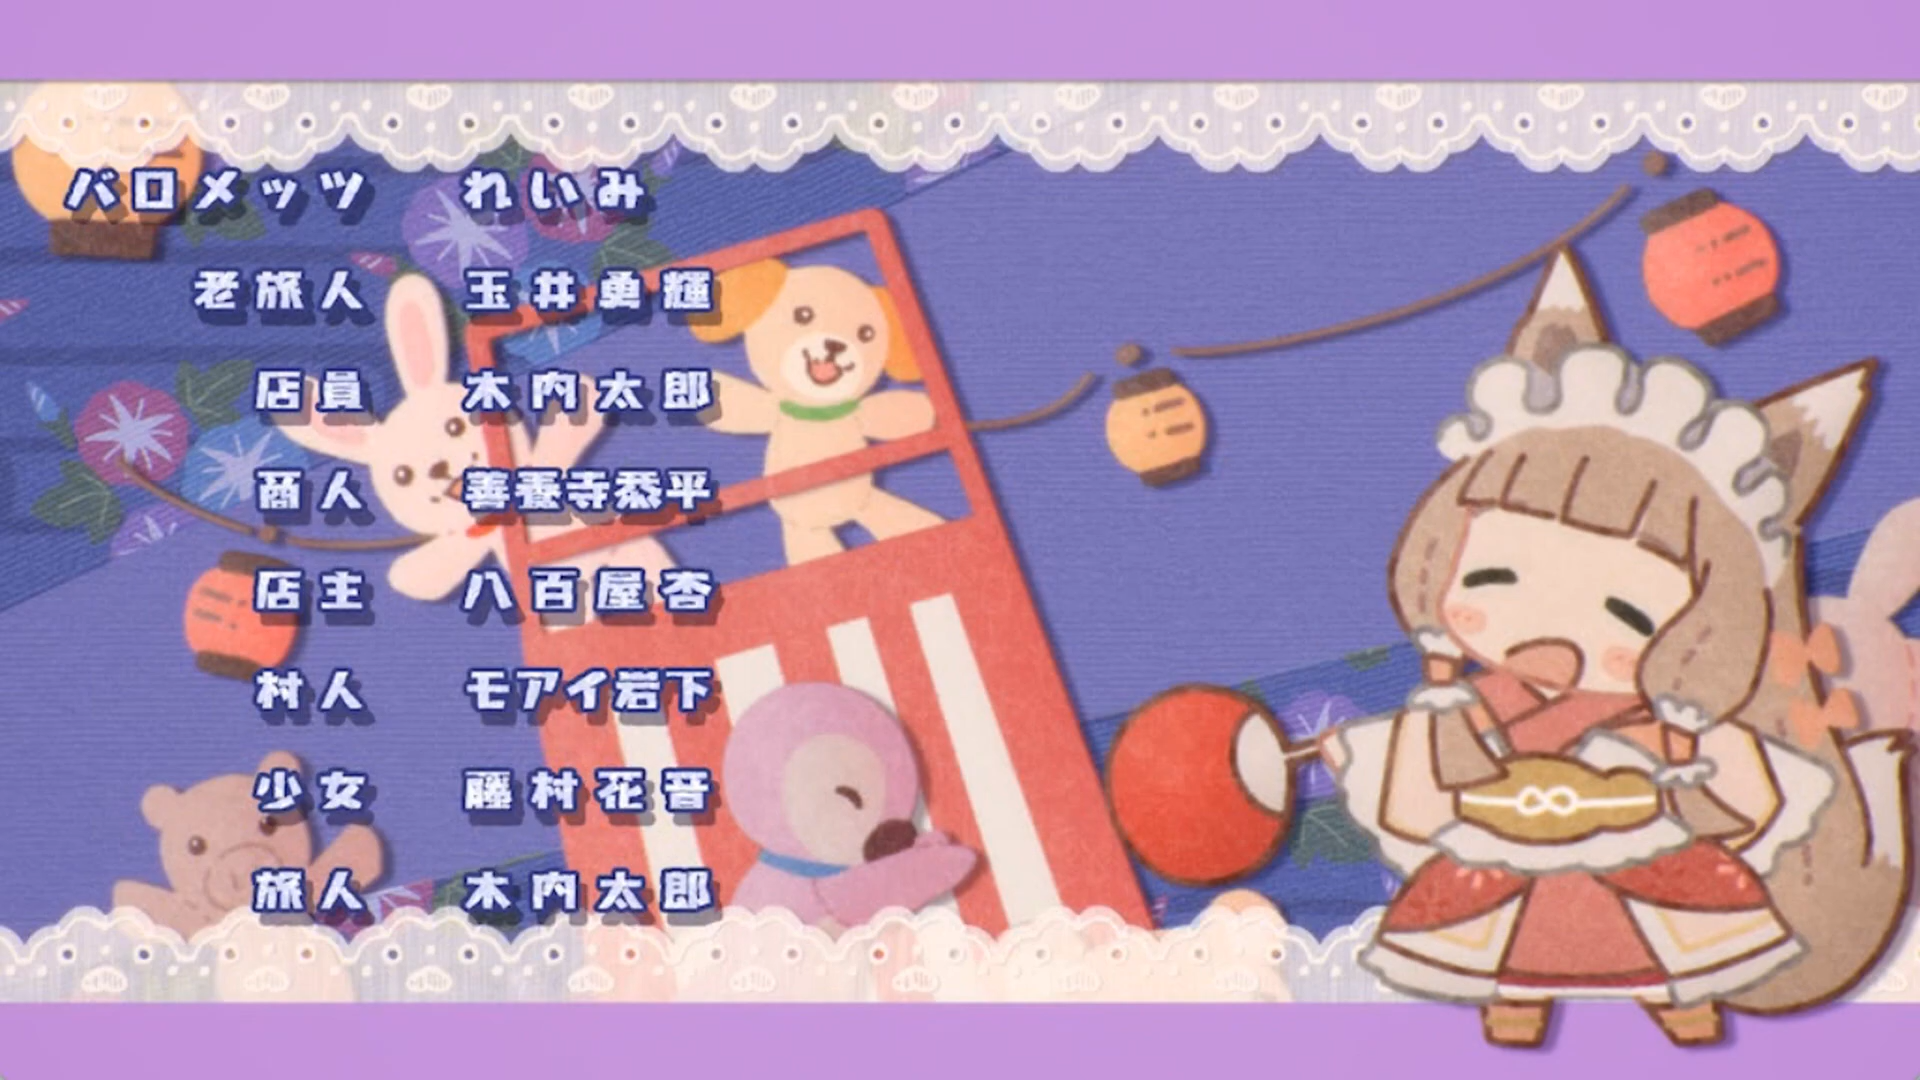 バロメッツ れいみ
老旅人 玉井勇輝
店員 木内太郎
商人 善養寺恭平
店主 八百屋杏
村人 モアイ岩下
少女 藤村花音
旅人 木内太郎